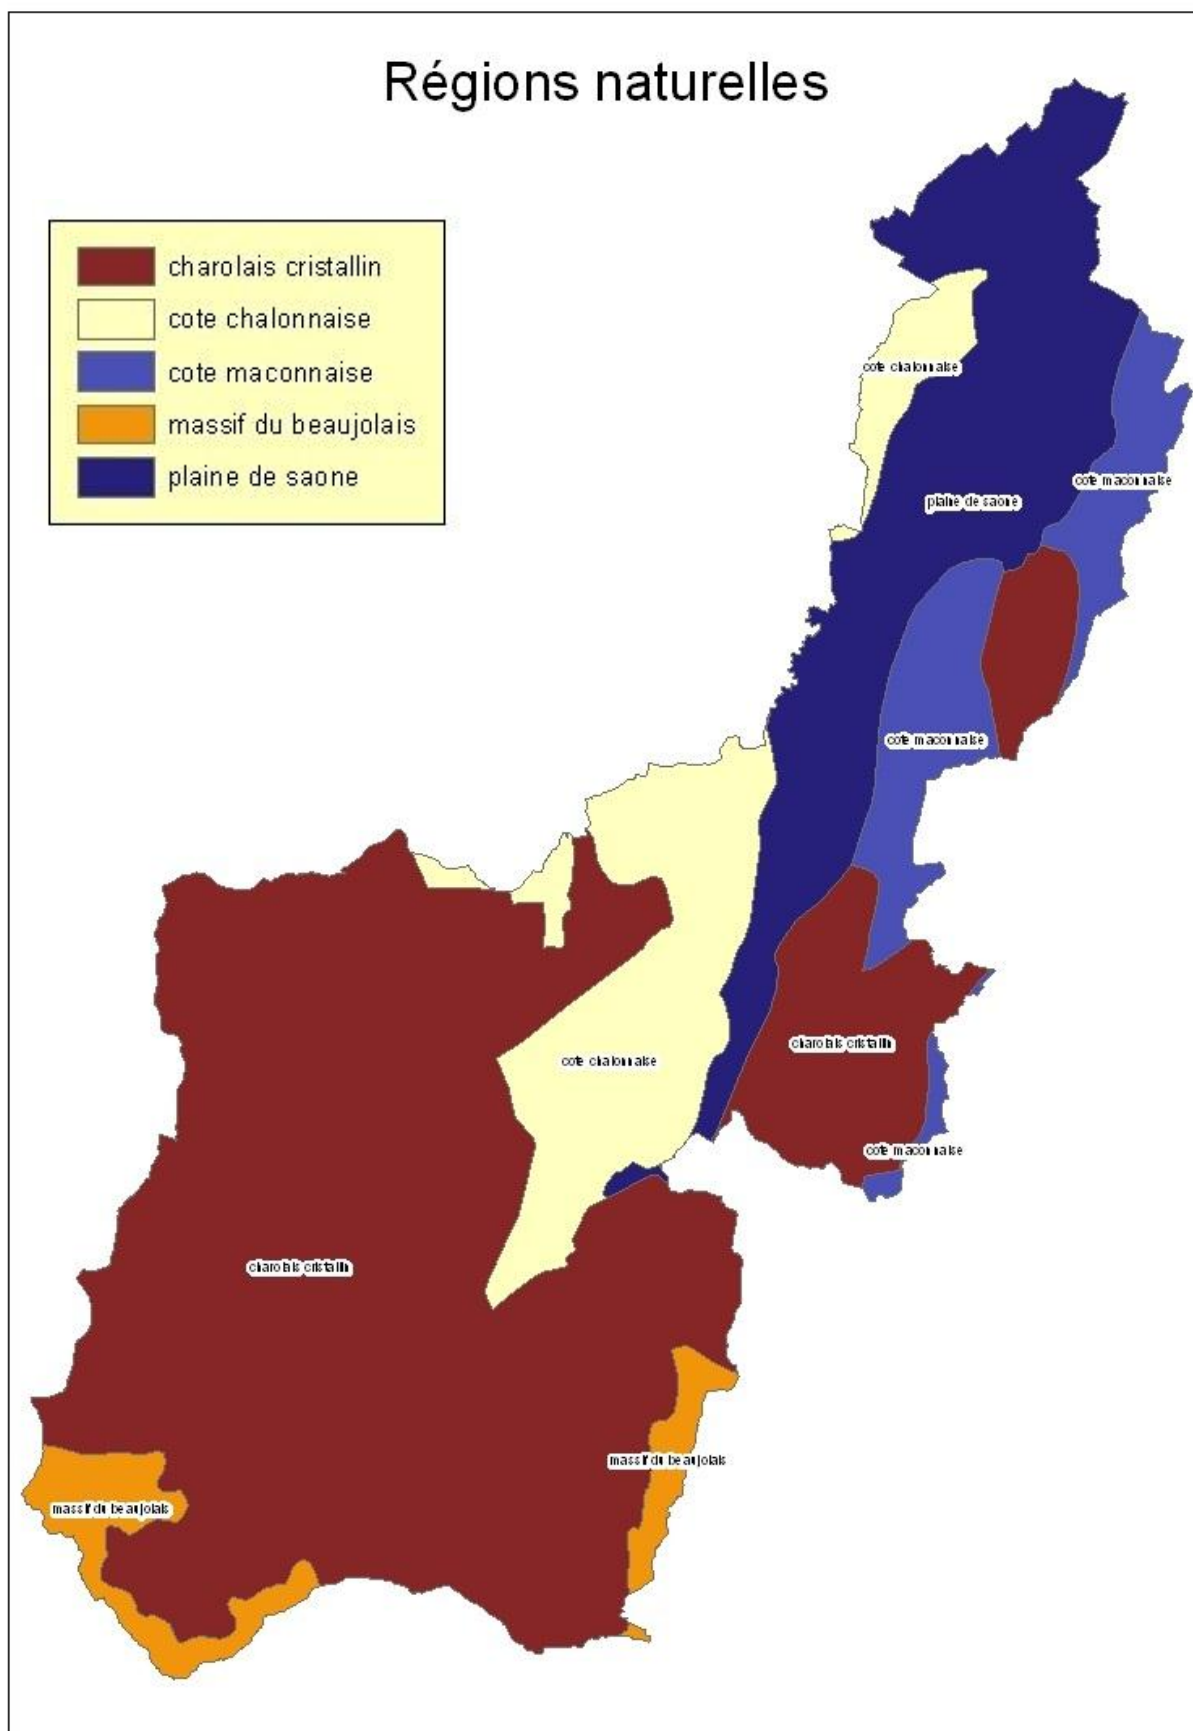 Régions naturelles
charolais cristallin
cote chalonnaise
cote maconnaise
massif du beaujolais
plaine de saone
cote chalonnaise
cote maconnaise
plaine de saone
cote maconnaise
charolais cristallin
cote chalonnaise
cote maconnaise
charolais cristallin
massif du beaujolais
massif du beaujolais